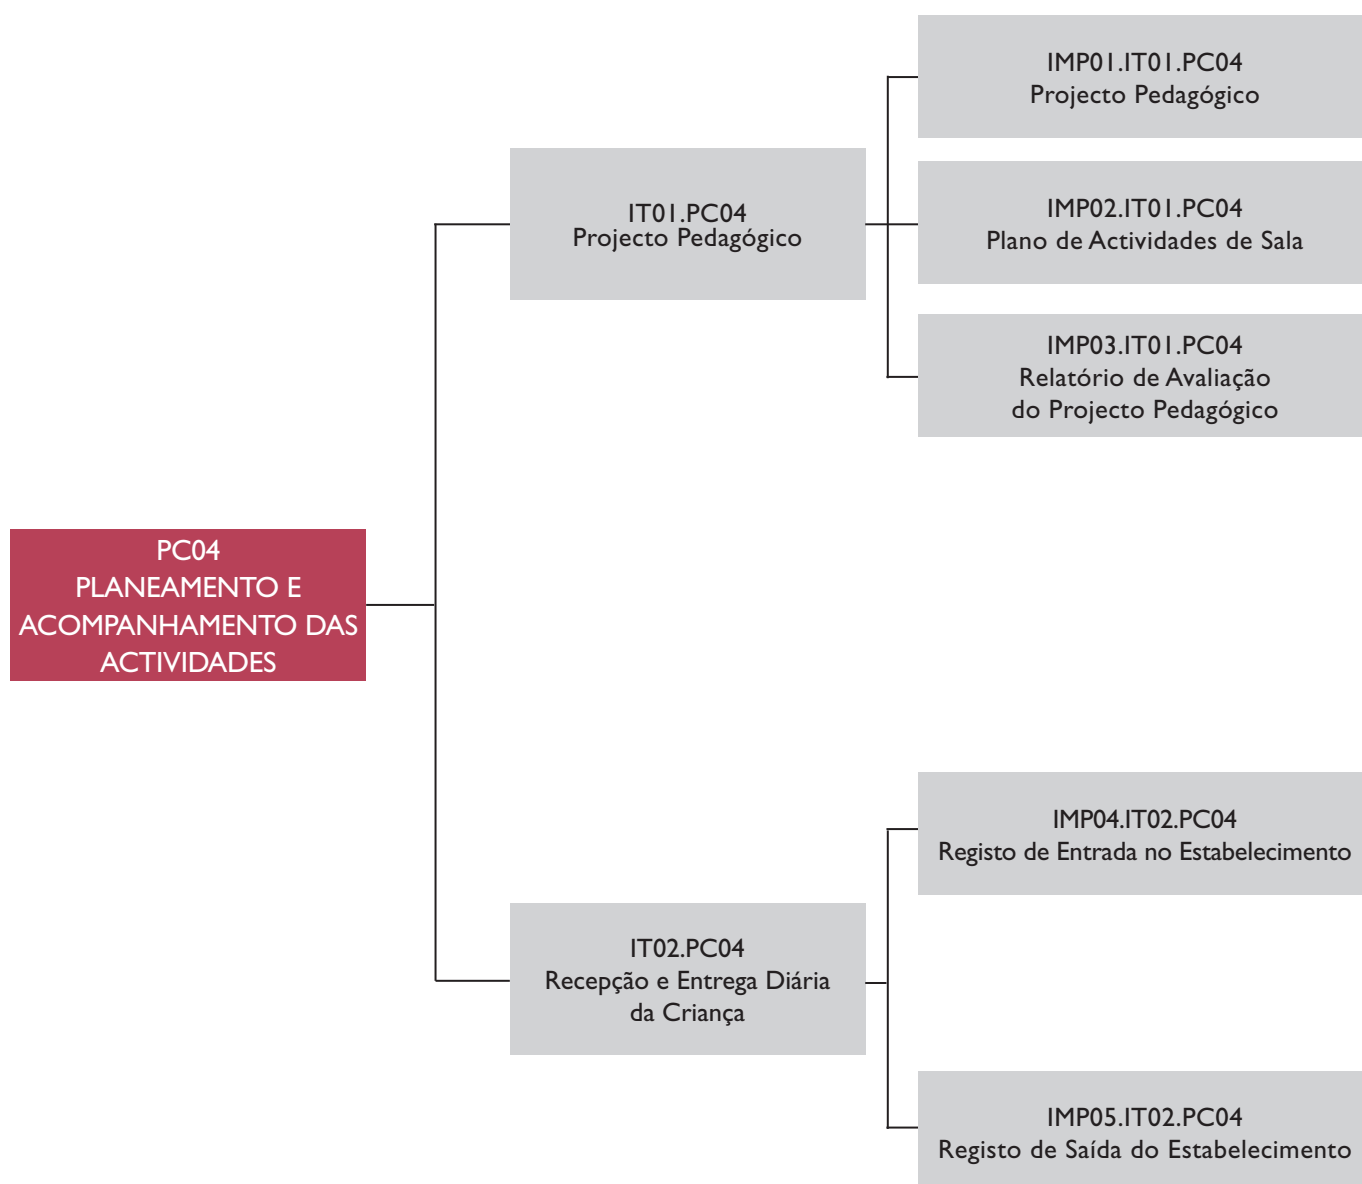 IMP01.IT01.PC04
Projecto Pedagógico
IT01.PC04
Projecto Pedagógico
IMP02.IT01.PC04
Plano de Actividades de Sala
IMP03.IT01.PC04
Relatório de Avaliação
do Projecto Pedagógico
PC04
PLANEAMENTO E
ACOMPANHAMENTO DAS
ACTIVIDADES
IMP04.IT02.PC04
Registo de Entrada no Estabelecimento
IT02.PC04
Recepção e Entrega Diária
da Criança
IMP05.IT02.PC04
Registo de Saída do Estabelecimento